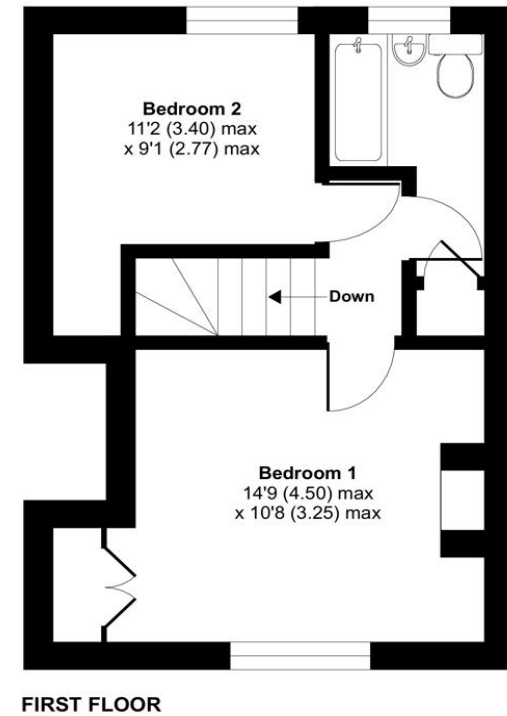 Bedroom 2
11'2 (3.40) max
x 9'1 (2.77) max
Down
Bedroom 1
14'9 (4.50) max
x 10'8 (3.25) max
FIRST FLOOR